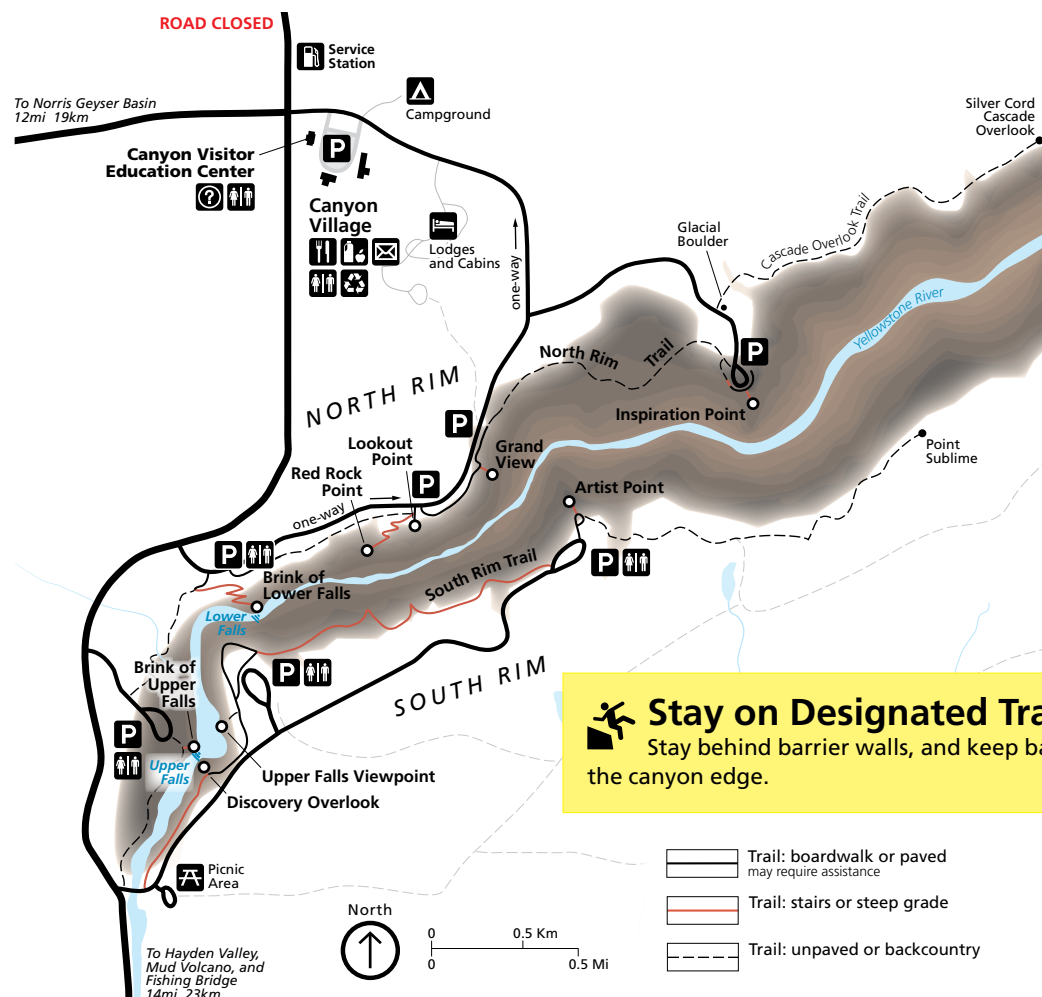 ROAD CLOSED
Service
Station
To Norris Geyser Basin
12mi 19km
Campground
Silver Cord
Cascade
Overlook
P
Canyon Visitor
Education Center
?
Canyon
Village
Lodges
and Cabins
one-way
Glacial
Boulder
Cascade Overlook Trail
Yellowstone River
P
North Rim Trail
NORTH RIM
Inspiration Point
P
Grand
View
Lookout
Point
Red Rock
Point
P
one-way
Artist Point
Point
Sublime
P
P
Brink of
Lower Falls
South Rim Trail
Lower
Falls
P
SOUTH RIM
Brink of
Upper
Falls
P
Upper
Falls
Upper Falls Viewpoint
Discovery Overlook
Stay on Designated Tra
Stay behind barrier walls, and keep ba
the canyon edge.
Picnic
Area
North
0 0.5 Km
0 0.5 Mi
Trail: boardwalk or paved
may require assistance
Trail: stairs or steep grade
Trail: unpaved or backcountry
To Hayden Valley,
Mud Volcano, and
Fishing Bridge
14mi 23km